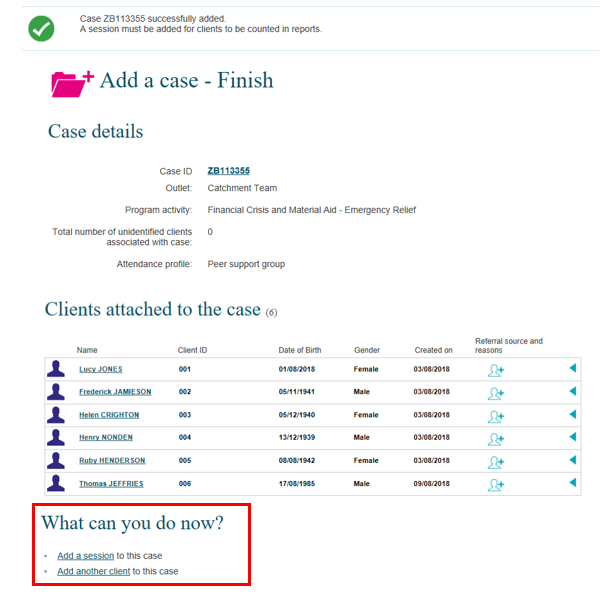 Case ZB113355 successfully added.
A session must be added for clients to be counted in reports.
Add a case - Finish
Case details
Case ID ZB113355
Outlet: Catchment Team
Program activity: Financial Crisis and Material Aid - Emergency Relief
Total number of unidentified clients 0
associated with case:
Attendance profile: Peer support group
Clients attached to the case (6)
Name Client ID Date of Birth Gender Created on Referral source and
reasons
Lucy JONES 001 01/08/2018 Female 03/08/2018
Frederick JAMIESON 002 05/11/1941 Male 03/08/2018
Helen CRIGHTON 003 05/12/1940 Female 03/08/2018
Henry NONDEN 004 13/12/1939 Male 03/08/2018
Ruby HENDERSON 005 08/08/1942 Female 03/08/2018
Thomas JEFFRIES 006 17/08/1985 Male 09/08/2018
What can you do now?
• Add a session to this case
• Add another client to this case